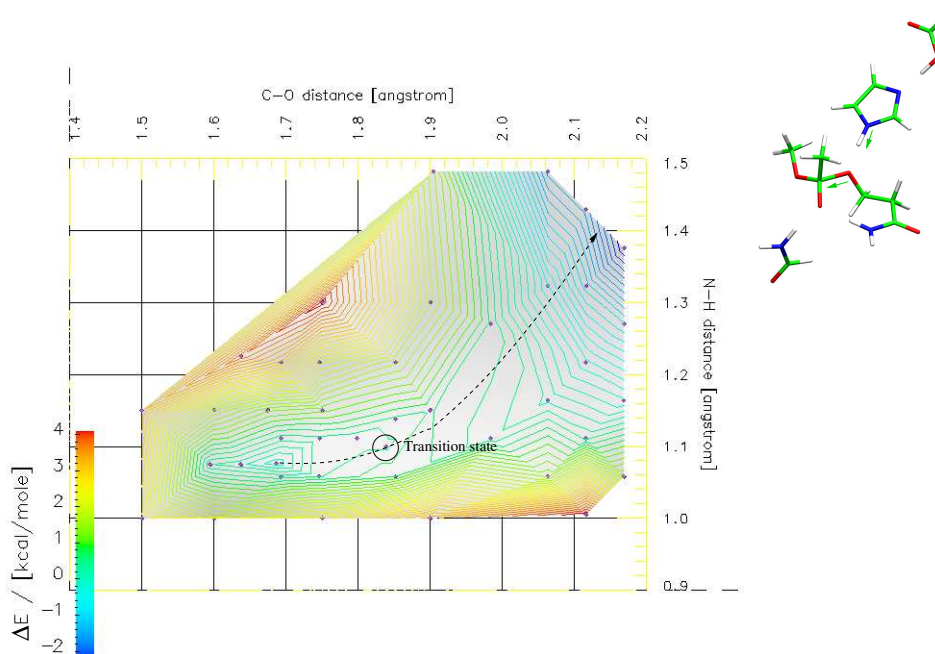 C-O distance [angstrom]
1.4 1.5 1.6 1.7 1.8 1.9 2.0 2.1 2.2
1.5
1.4
1.3
1.2
1.1
1.0
0.9
N-H distance [angstrom]
Transition state
4
3
2
1
0
-1
-2
ΔE / [kcal/mole]